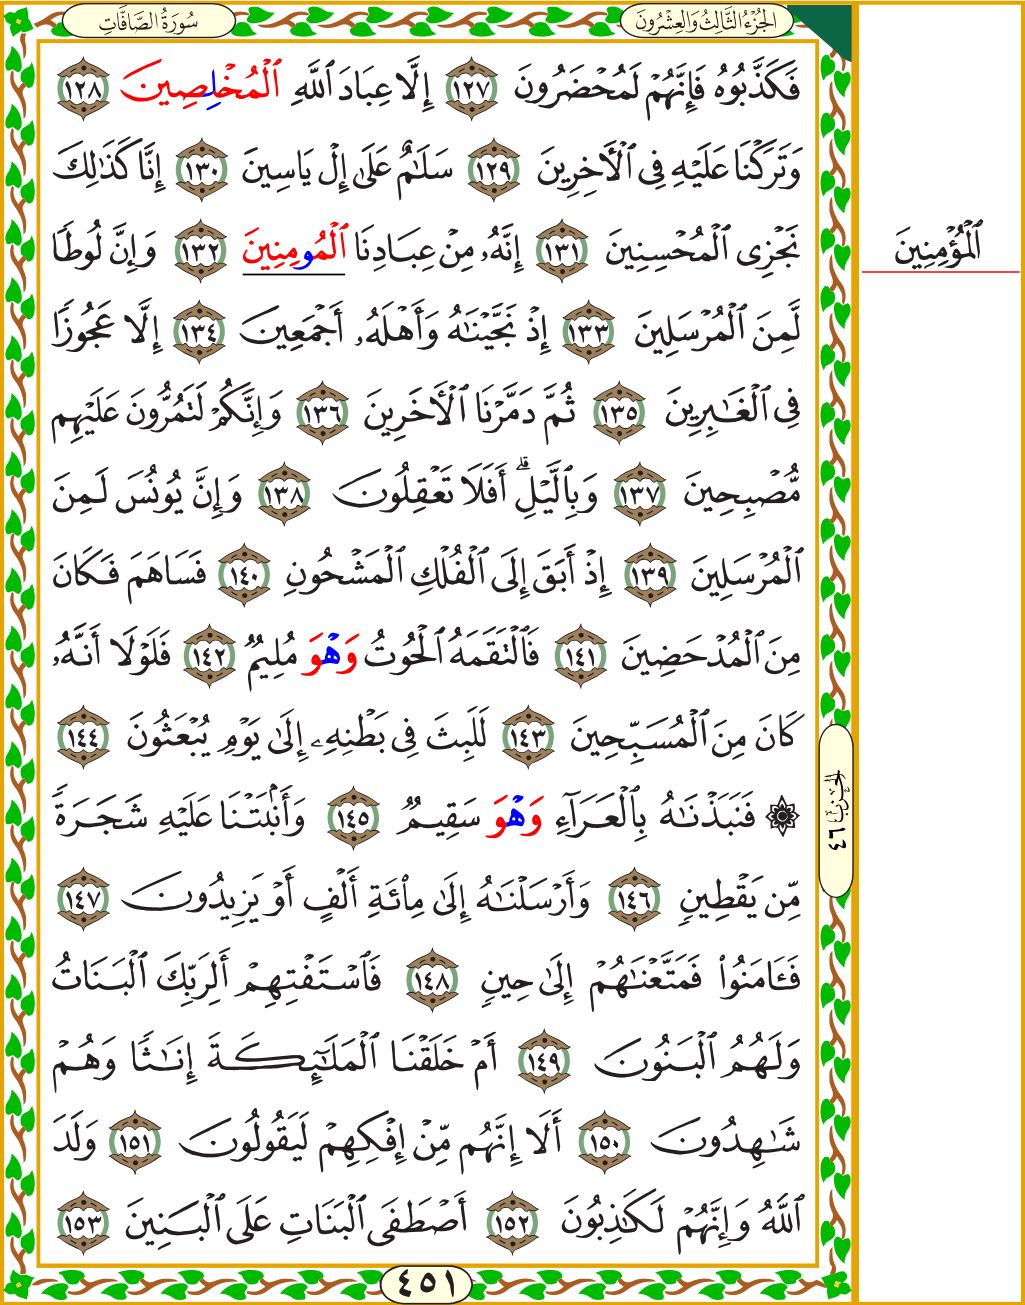 سُورَةُ الصَّافَّاتِ
الجُزْءُ الثَّالِثُ وَالعِشْرُونَ
فَكَذَّبُوهُ فَإِنَّهُمْ لَمُحْضَرُونَ ١٢٧ إِلَّا عِبَادَ ٱللَّهِ ٱلْمُخْلِصِينَ ١٢٨
وَتَرَكْنَا عَلَيْهِ فِى ٱلْأَخِرِينَ ١٢٩ سَلَٰمٌ عَلَىٰ إِلْ يَاسِينَ ١٣٠ إِنَّا كَذَٰلِكَ
نَجْزِى ٱلْمُحْسِنِينَ ١٣١ إِنَّهُۥ مِنْ عِبَادِنَا ٱلْمُومِنِينَ ١٣٢ وَإِنَّ لُوطًا
ٱلْمُؤْمِنِينَ
لَّمِنَ ٱلْمُرْسَلِينَ ١٣٣ إِذْ نَجَّيْنَٰهُ وَأَهْلَهُۥ أَجْمَعِينَ ١٣٤ إِلَّا عَجُوزًا
فِى ٱلْغَٰبِرِينَ ١٣٥ ثُمَّ دَمَّرْنَا ٱلْأَخَرِينَ ١٣٦ وَإِنَّكُمْ لَتَمُرُّونَ عَلَيْهِم
مُّصْبِحِينَ ١٣٧ وَبِٱلَّيْلِ ۗ أَفَلَا تَعْقِلُونَ ١٣٨ وَإِنَّ يُونُسَ لَمِنَ
ٱلْمُرْسَلِينَ ١٣٩ إِذْ أَبَقَ إِلَى ٱلْفُلْكِ ٱلْمَشْحُونِ ١٤٠ فَسَاهَمَ فَكَانَ
مِنَ ٱلْمُدْحَضِينَ ١٤١ فَٱلْتَقَمَهُ ٱلْحُوتُ وَهْوَ مُلِيمٌ ١٤٢ فَلَوْلَا أَنَّهُۥ
كَانَ مِنَ ٱلْمُسَبِّحِينَ ١٤٣ لَلَبِثَ فِى بَطْنِهِۦ إِلَىٰ يَوْمِ يُبْعَثُونَ ١٤٤
۞ فَنَبَذْنَٰهُ بِٱلْعَرَآءِ وَهْوَ سَقِيمٌ ١٤٥ وَأَنۢبَتْنَا عَلَيْهِ شَجَرَةً
الحِزْبُ ٤٦
مِّن يَقْطِينٍ ١٤٦ وَأَرْسَلْنَٰهُ إِلَىٰ مِا۟ئَةِ أَلْفٍ أَوْ يَزِيدُونَ ١٤٧
فَـَٔامَنُوا۟ فَمَتَّعْنَٰهُمْ إِلَىٰ حِينٍ ١٤٨ فَٱسْتَفْتِهِمْ أَلِرَبِّكَ ٱلْبَنَاتُ
وَلَهُمُ ٱلْبَنُونَ ١٤٩ أَمْ خَلَقْنَا ٱلْمَلَٰٓئِكَةَ إِنَٰثًا وَهُمْ
شَٰهِدُونَ ١٥٠ أَلَا إِنَّهُم مِّنْ إِفْكِهِمْ لَيَقُولُونَ ١٥١ وَلَدَ
ٱللَّهُ وَإِنَّهُمْ لَكَٰذِبُونَ ١٥٢ أَصْطَفَى ٱلْبَنَاتِ عَلَى ٱلْبَنِينَ ١٥٣
٤٥١